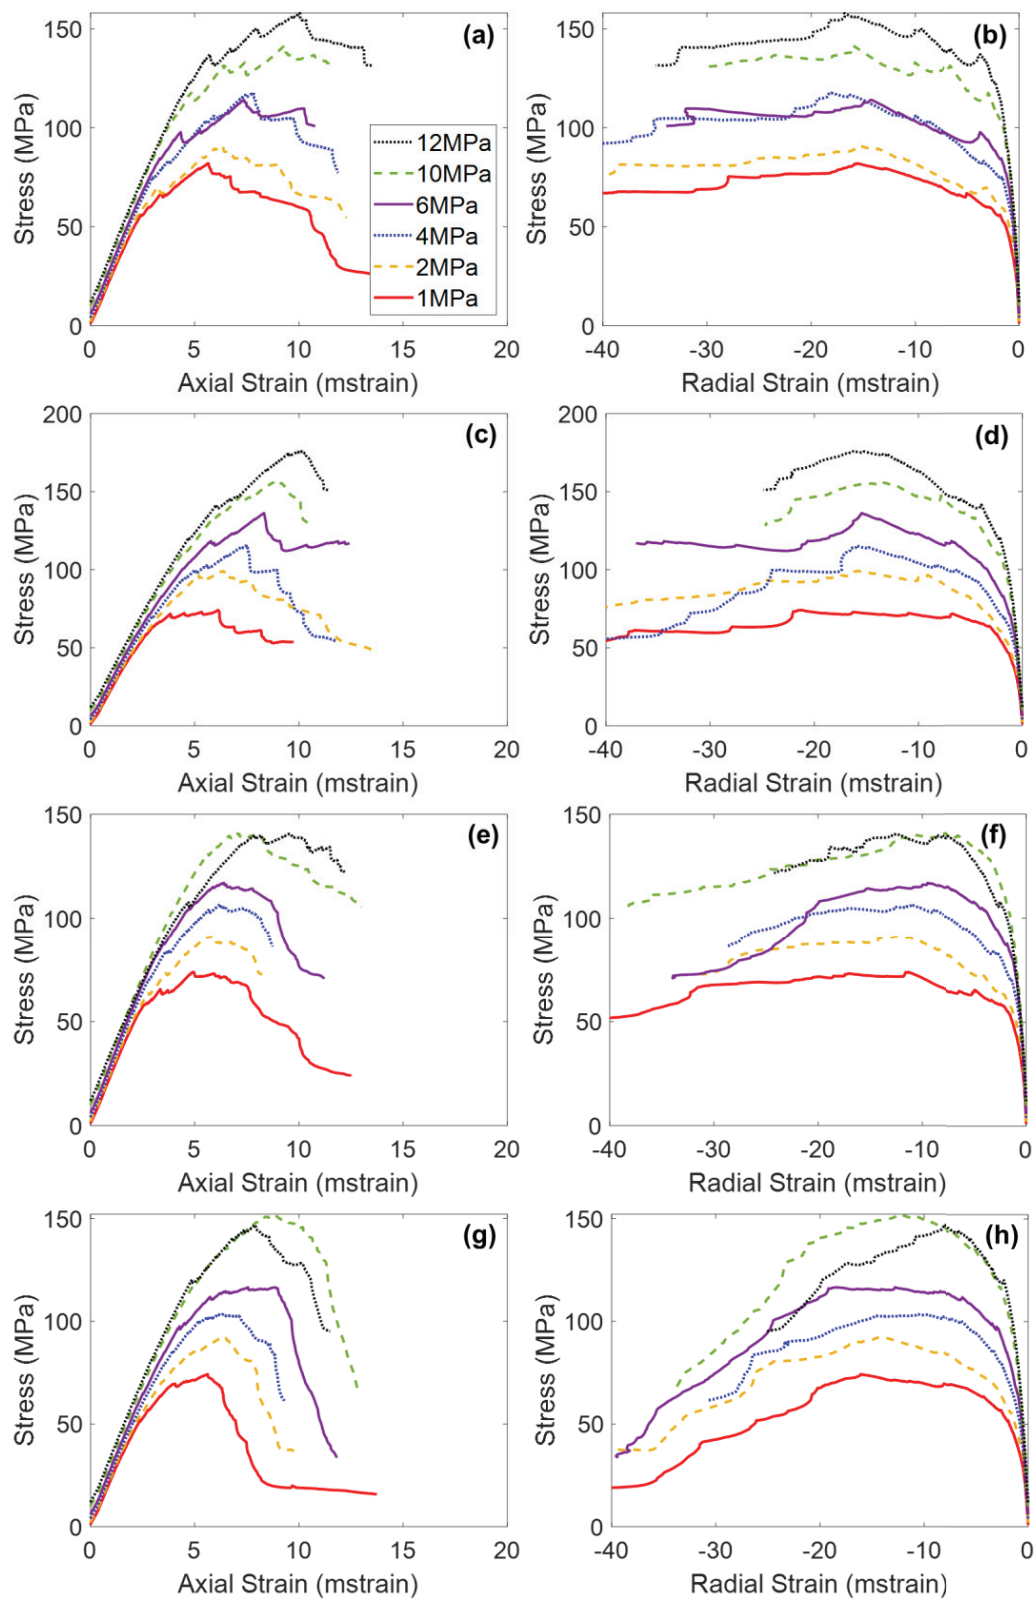 (a)
Stress (MPa)
150
100
50
0
0 5 10 15 20
Axial Strain (mstrain)
12MPa
10MPa
6MPa
4MPa
2MPa
1MPa
(b)
Stress (MPa)
150
100
50
0
-40 -30 -20 -10 0
Radial Strain (mstrain)
(c)
Stress (MPa)
200
150
100
50
0
0 5 10 15 20
Axial Strain (mstrain)
(d)
Stress (MPa)
200
150
100
50
0
-40 -30 -20 -10 0
Radial Strain (mstrain)
(e)
Stress (MPa)
150
100
50
0
0 5 10 15 20
Axial Strain (mstrain)
(f)
Stress (MPa)
150
100
50
0
-40 -30 -20 -10 0
Radial Strain (mstrain)
(g)
Stress (MPa)
150
100
50
0
0 5 10 15 20
Axial Strain (mstrain)
(h)
Stress (MPa)
150
100
50
0
-40 -30 -20 -10 0
Radial Strain (mstrain)